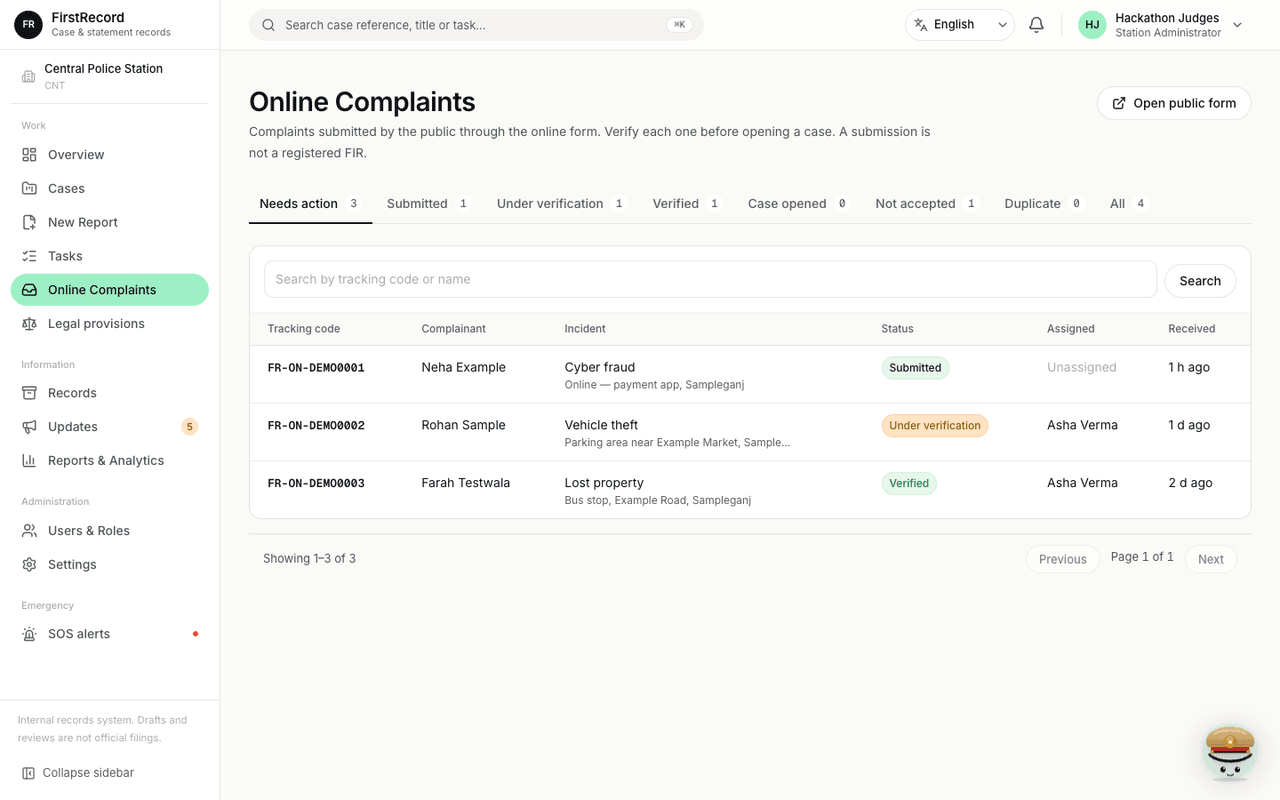 FR
FirstRecord
Case & statement records
Search case reference, title or task...
⌘K
English
HJ
Hackathon Judges
Station Administrator
Central Police Station
CNT
Work
Overview
Cases
New Report
Tasks
Online Complaints
Legal provisions
Information
Records
Updates 5
Reports & Analytics
Administration
Users & Roles
Settings
Emergency
SOS alerts
Internal records system. Drafts and
reviews are not official filings.
Collapse sidebar
Online Complaints
Open public form
Complaints submitted by the public through the online form. Verify each one before opening a case. A submission is
not a registered FIR.
Needs action 3 Submitted 1 Under verification 1 Verified 1 Case opened 0 Not accepted 1 Duplicate 0 All 4
Search by tracking code or name
Search
Tracking code Complainant Incident Status Assigned Received
FR-ON-DEMO0001 Neha Example Cyber fraud Submitted Unassigned 1 h ago
Online — payment app, Sampleganj
FR-ON-DEMO0002 Rohan Sample Vehicle theft Under verification Asha Verma 1 d ago
Parking area near Example Market, Sample...
FR-ON-DEMO0003 Farah Testwala Lost property Verified Asha Verma 2 d ago
Bus stop, Example Road, Sampleganj
Showing 1–3 of 3
Previous Page 1 of 1 Next